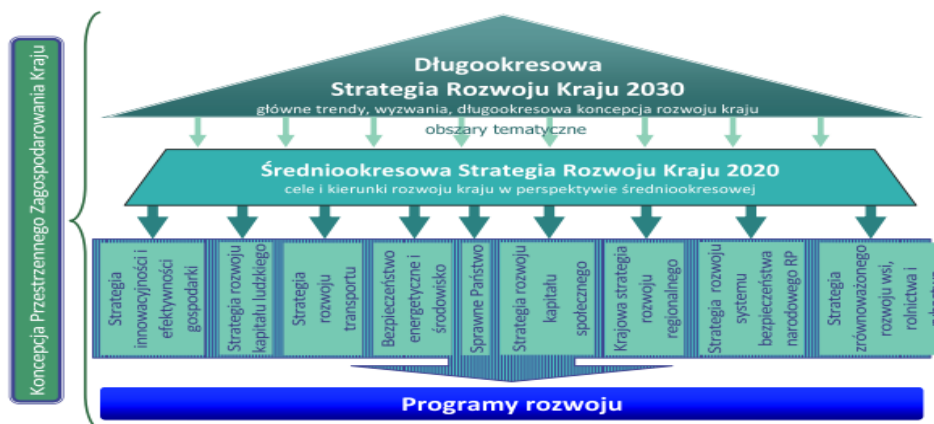 Koncepcja Przestrzennego Zagospodarowania Kraju
Długookresowa
Strategia Rozwoju Kraju 2030
główne trendy, wyzwania, długookresowa koncepcja rozwoju kraju
obszary tematyczne
Średniookresowa Strategia Rozwoju Kraju 2020
cele i kierunki rozwoju kraju w perspektywie średniookresowej
Strategia
innowacyjności i
efektywności
gospodarki
Strategia rozwoju
kapitału ludzkiego
Strategia
rozwoju
transportu
Bezpieczeństwo
energetyczne i
środowisko
Sprawne Państwo
Strategia rozwoju
kapitału
społecznego
Krajowa strategia
rozwoju
regionalnego
Strategia rozwoju
systemu
bezpieczeństwa
narodowego RP
Strategia
zrównoważonego
rozwoju wsi,
rolnictwa i
Programy rozwoju